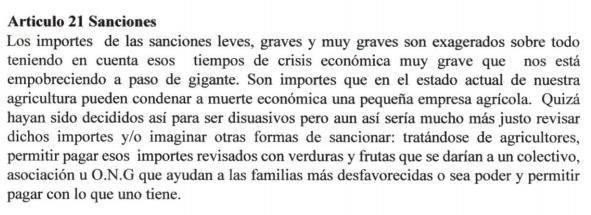 Articulo 21 Sanciones
Los importes de las sanciones leves, graves y muy graves son exagerados sobre todo
teniendo en cuenta esos tiempos de crisis económica muy grave que nos está
empobreciendo a paso de gigante. Son importes que en el estado actual de nuestra
agricultura pueden condenar a muerte económica una pequeña empresa agrícola. Quizá
hayan sido decididos así para ser disuasivos pero aun así sería mucho más justo revisar
dichos importes y/o imaginar otras formas de sancionar: tratándose de agricultores,
permitir pagar esos importes revisados con verduras y frutas que se darían a un colectivo,
asociación u O.N.G que ayudan a las familias más desfavorecidas o sea poder y permitir
pagar con lo que uno tiene.